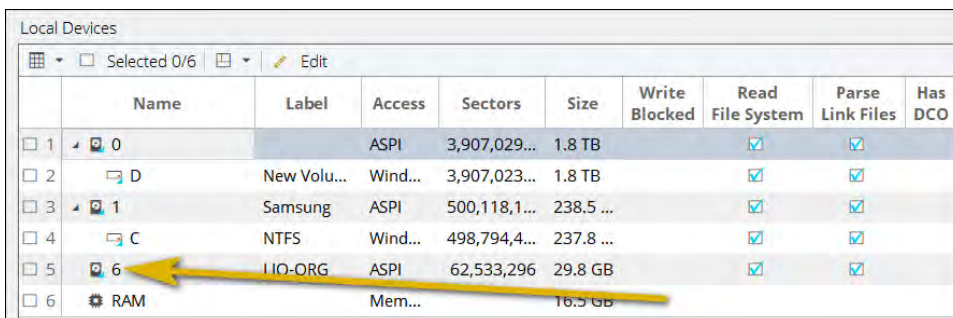 Local Devices
Selected 0/6 Edit
Name Label Access Sectors Size Write Blocked Read File System Parse Link Files Has DCO
1 0 ASPI 3,907,029... 1.8 TB
2 D New Volu... Wind... 3,907,023... 1.8 TB
3 1 Samsung ASPI 500,118,1... 238.5 ...
4 C NTFS Wind... 498,794,4... 237.8 ...
5 6 LIO-ORG ASPI 62,533,296 29.8 GB
6 RAM Mem... 16.5 GB